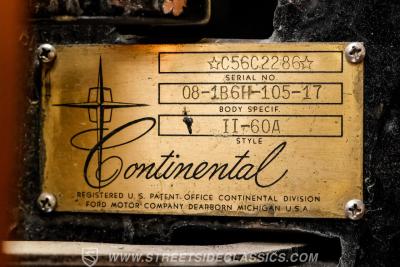 ☆C56C2286☆
SERIAL NO.
08-1B6H-105-17
BODY SPECIF.
II-60A
STYLE
Continental
REGISTERED U.S. PATENT OFFICE CONTINENTAL DIVISION
FORD MOTOR COMPANY DEARBORN MICHIGAN U.S.A.
WWW.STREETSIDECLASSICS.COM